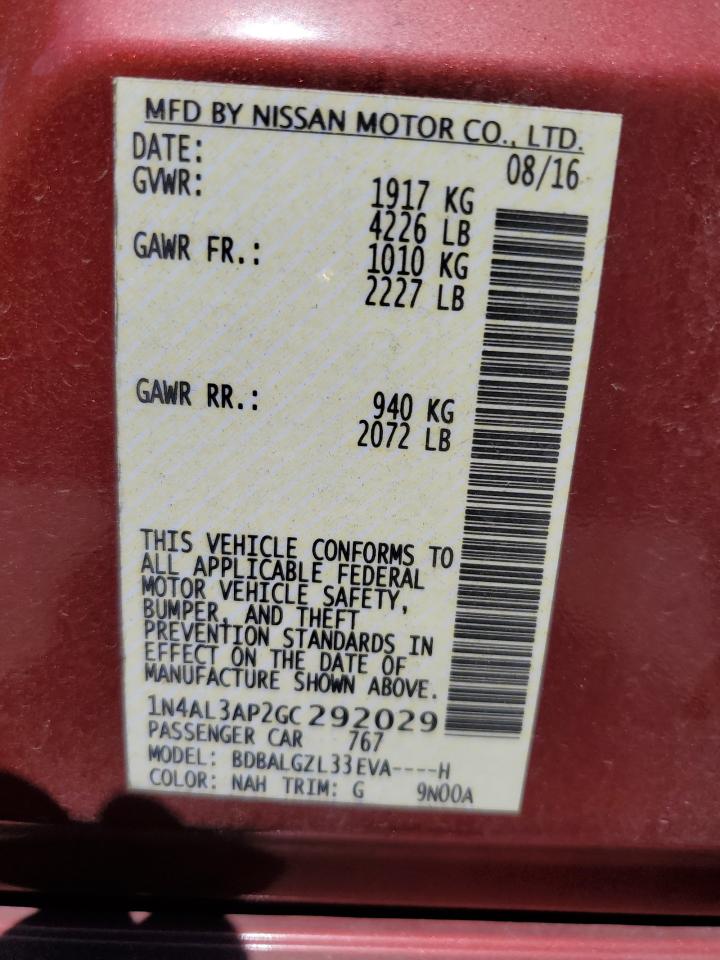 MFD BY NISSAN MOTOR CO., LTD.
DATE: 08/16
GVWR: 1917 KG
4226 LB
GAWR FR.: 1010 KG
2227 LB
GAWR RR.: 940 KG
2072 LB
THIS VEHICLE CONFORMS TO
ALL APPLICABLE FEDERAL
MOTOR VEHICLE SAFETY,
BUMPER, AND THEFT
PREVENTION STANDARDS IN
EFFECT ON THE DATE OF
MANUFACTURE SHOWN ABOVE.
1N4AL3AP2GC292029
PASSENGER CAR 767
MODEL: BDBALGZL33EVA----H
COLOR: NAH TRIM: G 9N00A